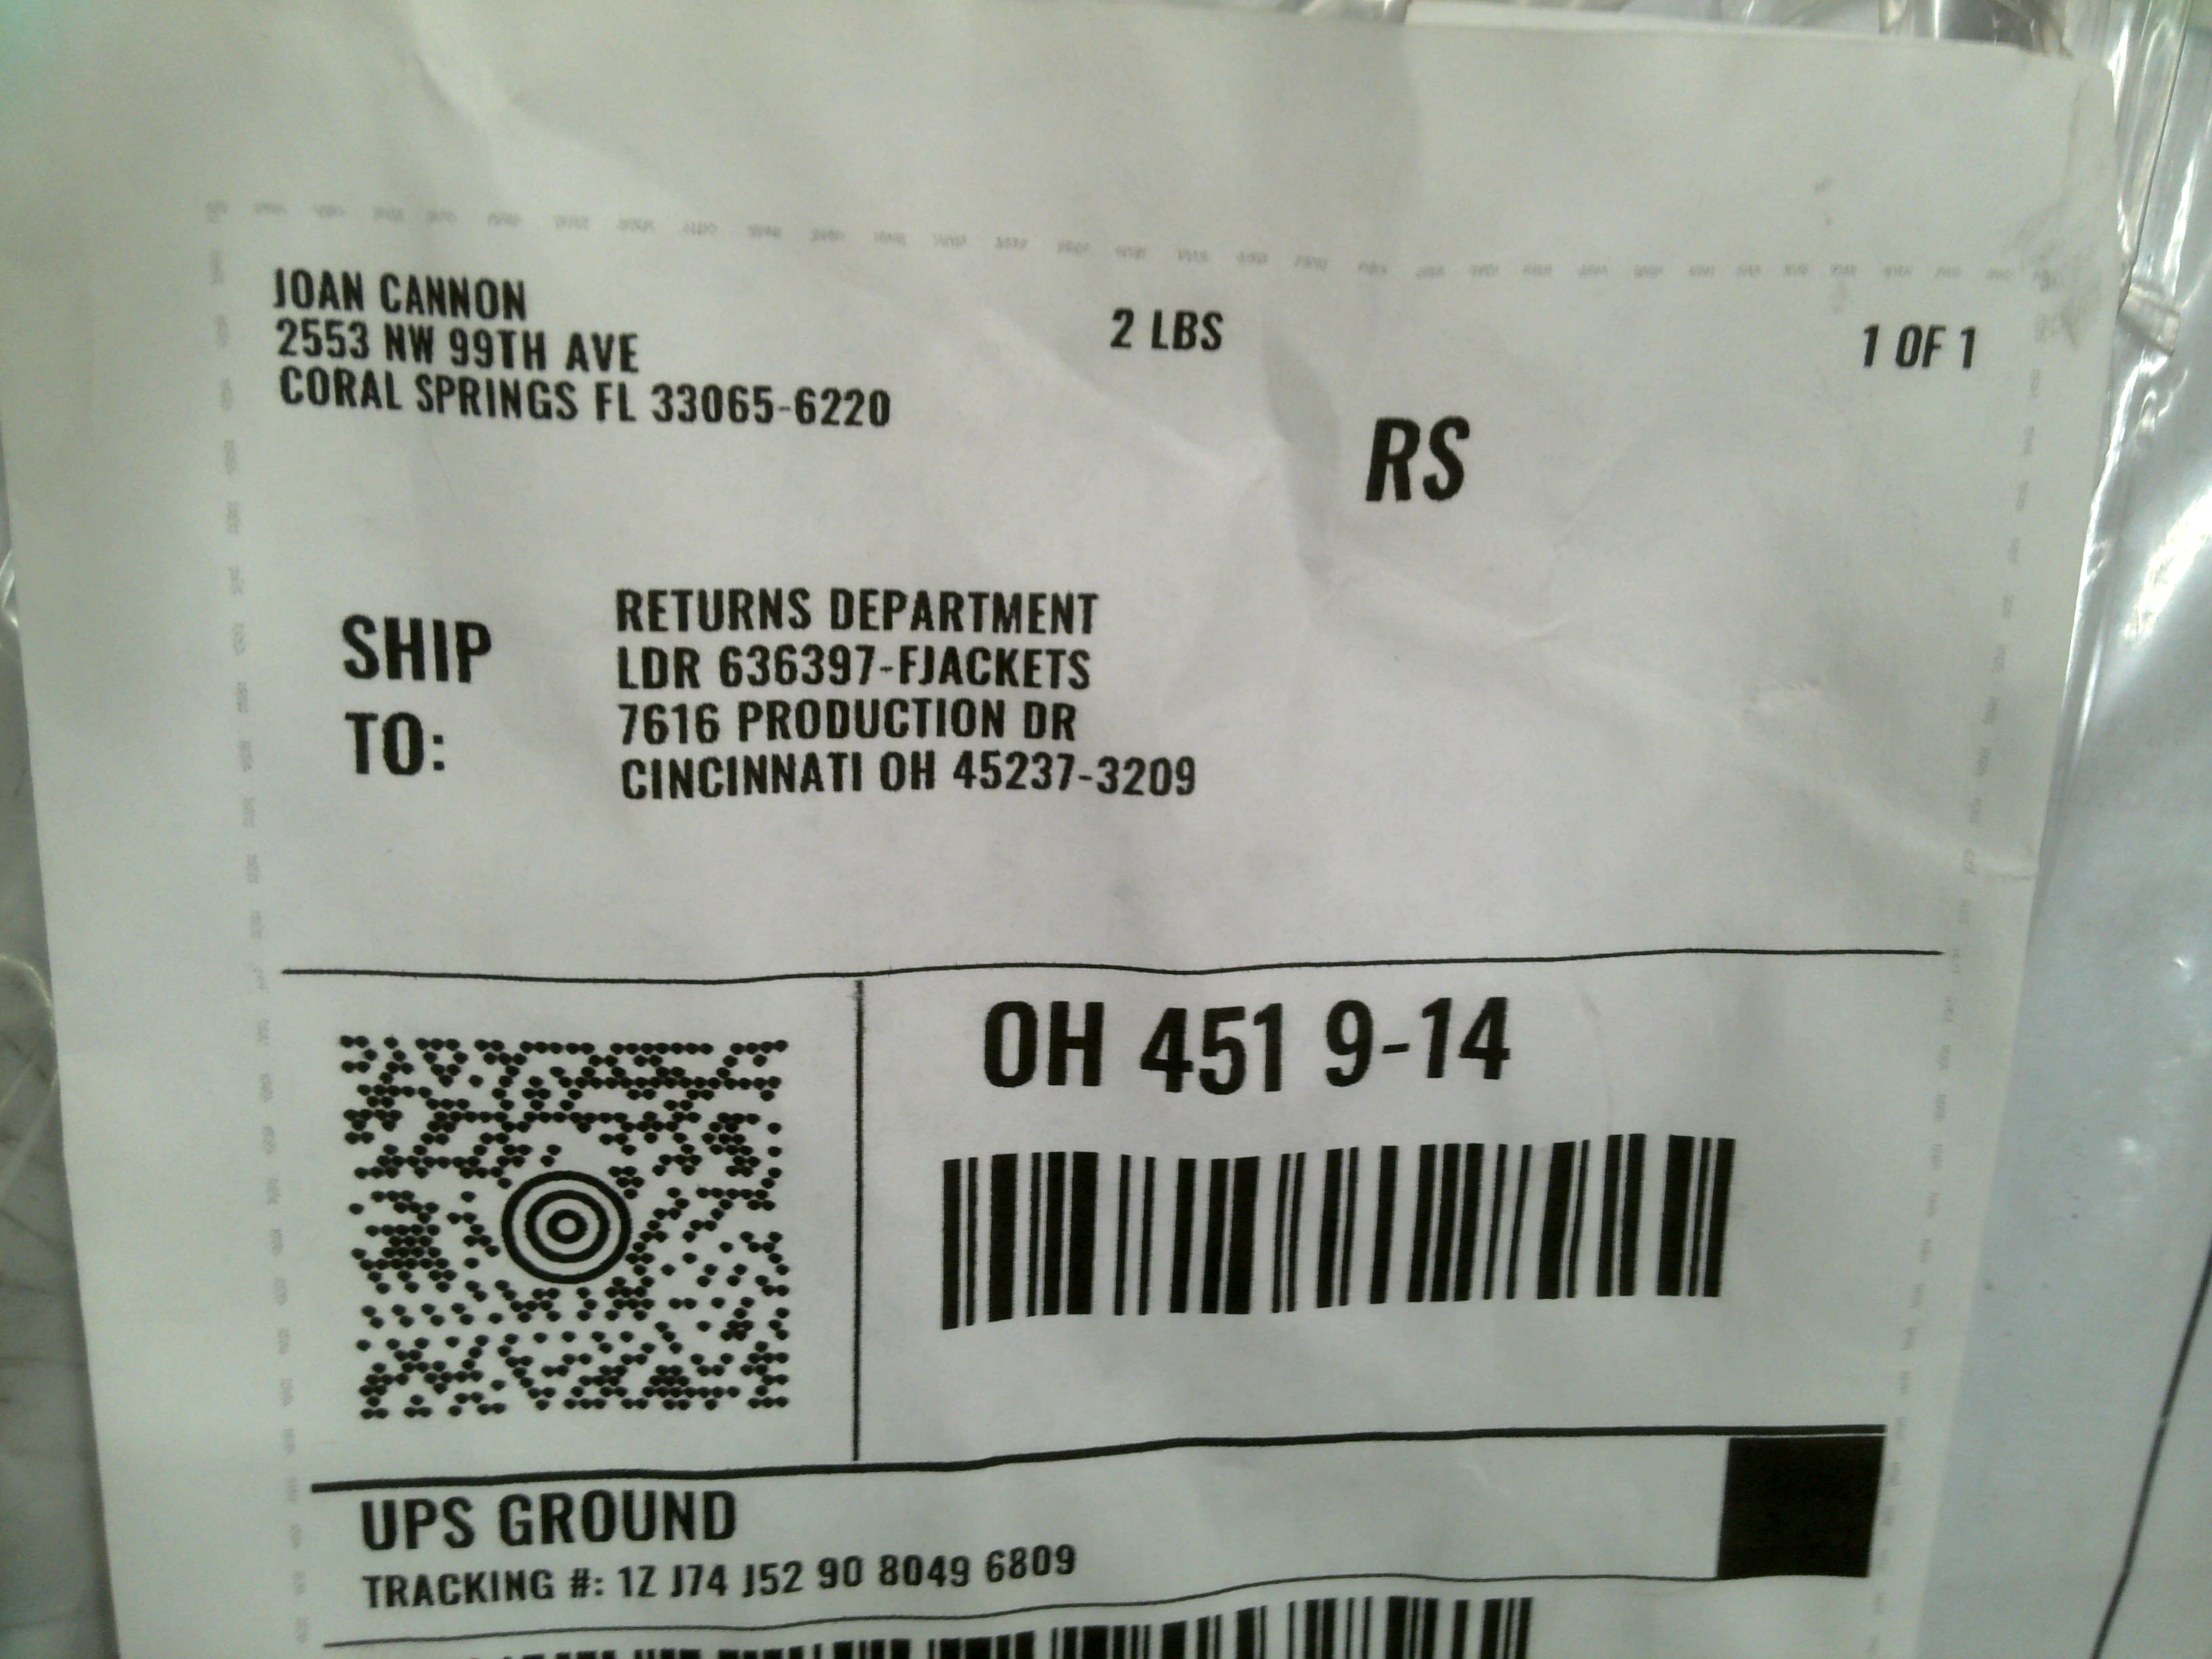 JOAN CANNON
2553 NW 99TH AVE
CORAL SPRINGS FL 33065-6220
2 LBS
1 OF 1
RS
SHIP TO:
RETURNS DEPARTMENT
LDR 636397-FJACKETS
7616 PRODUCTION DR
CINCINNATI OH 45237-3209
OH 451 9-14
UPS GROUND
TRACKING #: 1Z J74 J52 90 8049 6809